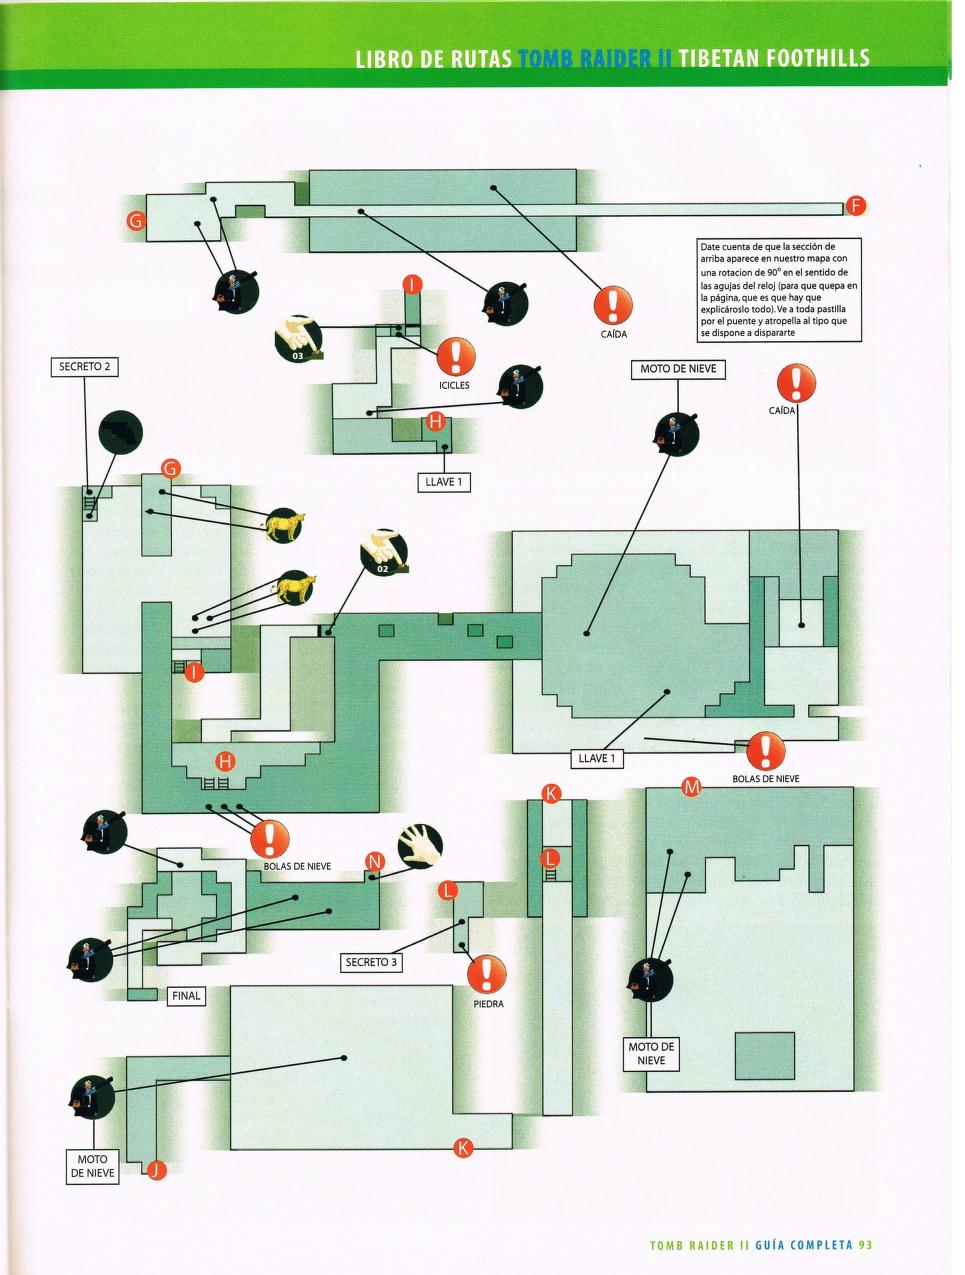 LIBRO DE RUTAS TOMB RAIDER II TIBETAN FOOTHILLS
G
F
Date cuenta de que la sección de
arriba aparece en nuestro mapa con
una rotacion de 90º en el sentido de
las agujas del reloj (para que quepa en
la página, que es que hay que
explicároslo todo). Ve a toda pastilla
por el puente y atropella al tipo que
se dispone a dispararte
I
CAÍDA
03
ICICLES
SECRETO 2
MOTO DE NIEVE
CAÍDA
H
LLAVE 1
G
02
I
H
LLAVE 1
BOLAS DE NIEVE
M
K
BOLAS DE NIEVE
N
L
L
SECRETO 3
FINAL
PIEDRA
MOTO DE
NIEVE
MOTO
DE NIEVE
J
K
TOMB RAIDER II GUÍA COMPLETA 93